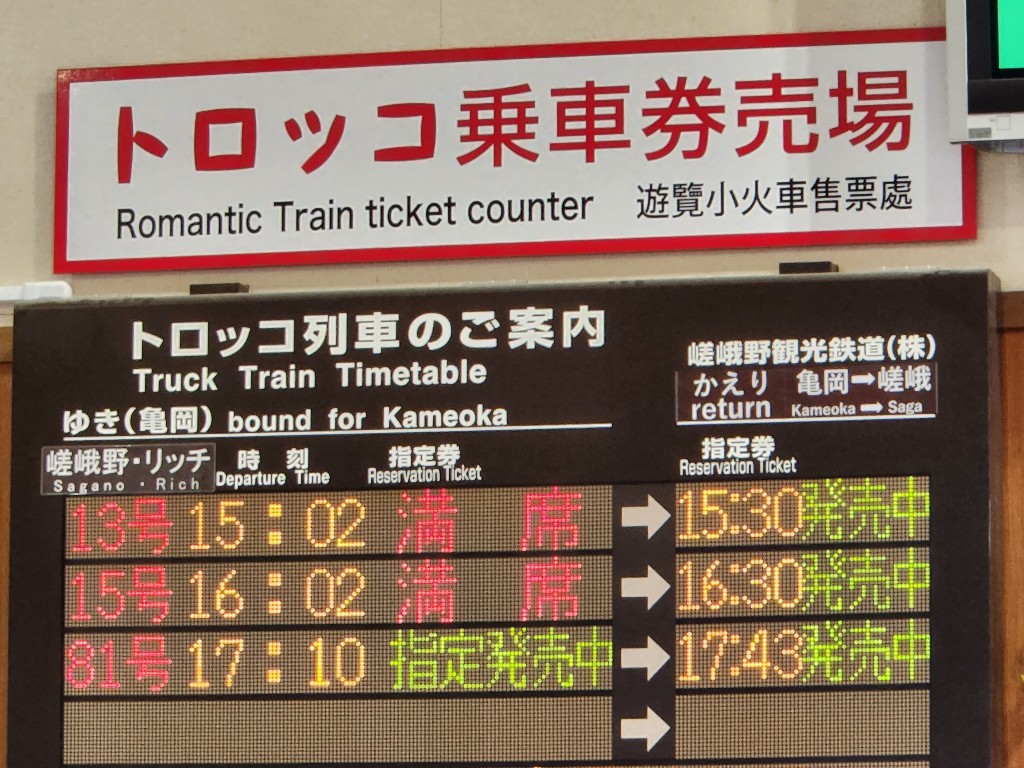 トロッコ乗車券売場
Romantic Train ticket counter 遊覽小火車售票處
トロッコ列車のご案内
Truck Train Timetable
嵯峨野観光鉄道(株)
かえり 亀岡➡嵯峨
return Kameoka ➡ Saga
ゆき(亀岡) bound for Kameoka
嵯峨野・リッチ 時刻 指定券 指定券
Sagano・Rich Departure Time Reservation Ticket Reservation Ticket
13号 15:02 満席 ➡ 15:30発売中
15号 16:02 満席 ➡ 16:30発売中
81号 17:10 指定発売中 ➡ 17:43発売中
➡